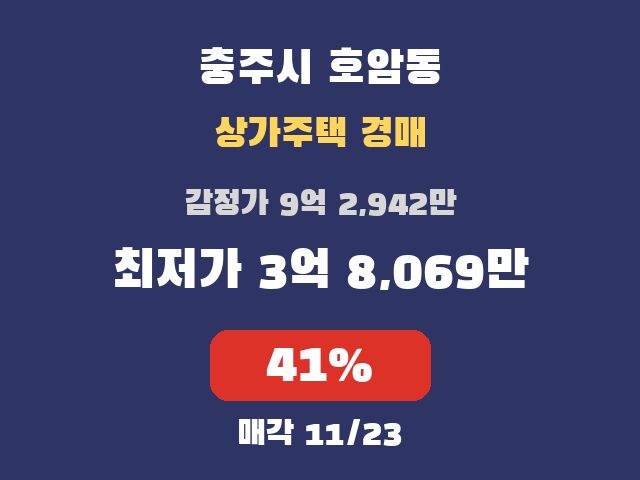 충주시 호암동
상가주택 경매
감정가 9억 2,942만
최저가 3억 8,069만
41%
매각 11/23